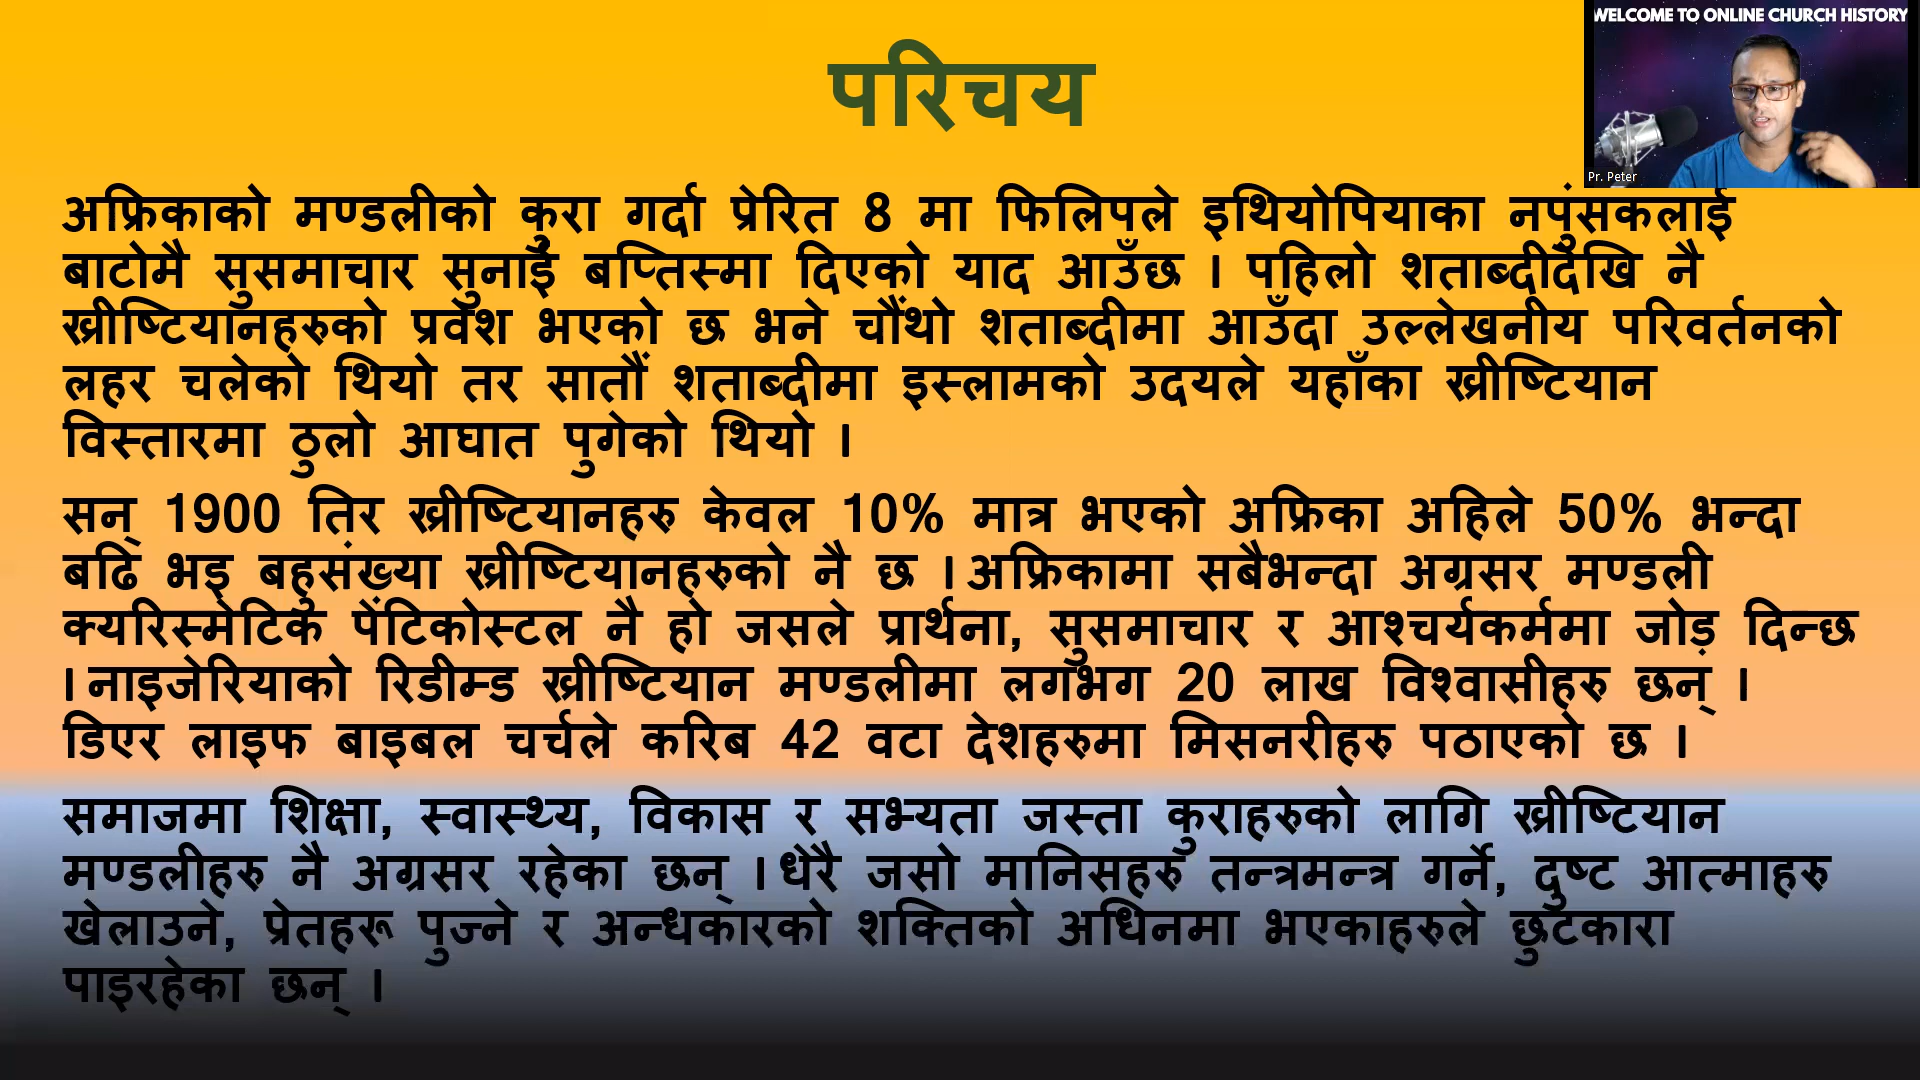 WELCOME TO ONLINE CHURCH HISTORY
परिचय
Pr. Peter
अफ्रिकाको मण्डलीको कुरा गर्दा प्रेरित 8 मा फिलिपले इथियोपियाका नपुंसकलाई
बाटोमै सुसमाचार सुनाई बप्तिस्मा दिएको याद आउँछ । पहिलो शताब्दीदेखि नै
ख्रीष्टियानहरुको प्रवेश भएको छ भने चौंथो शताब्दीमा आउँदा उल्लेखनीय परिवर्तनको
लहर चलेको थियो तर सातौं शताब्दीमा इस्लामको उदयले यहाँका ख्रीष्टियान
विस्तारमा ठुलो आघात पुगेको थियो ।
सन् 1900 तिर ख्रीष्टियानहरु केवल 10% मात्र भएको अफ्रिका अहिले 50% भन्दा
बढि भइ बहुसंख्या ख्रीष्टियानहरुको नै छ । अफ्रिकामा सबैभन्दा अग्रसर मण्डली
क्यरिस्मेटिक पेंटिकोस्टल नै हो जसले प्रार्थना, सुसमाचार र आश्चर्यकर्ममा जोड़ दिन्छ
। नाइजेरियाको रिडीम्ड ख्रीष्टियान मण्डलीमा लगभग 20 लाख विश्वासीहरु छन् ।
डिएर लाइफ बाइबल चर्चले करिब 42 वटा देशहरुमा मिसनरीहरु पठाएको छ ।
समाजमा शिक्षा, स्वास्थ्य, विकास र सभ्यता जस्ता कुराहरुको लागि ख्रीष्टियान
मण्डलीहरु नै अग्रसर रहेका छन् । धेरै जसो मानिसहरु तन्त्रमन्त्र गर्ने, दुष्ट आत्माहरु
खेलाउने, प्रेतहरू पुज्ने र अन्धकारको शक्तिको अधिनमा भएकाहरुले छुटकारा
पाइरहेका छन् ।